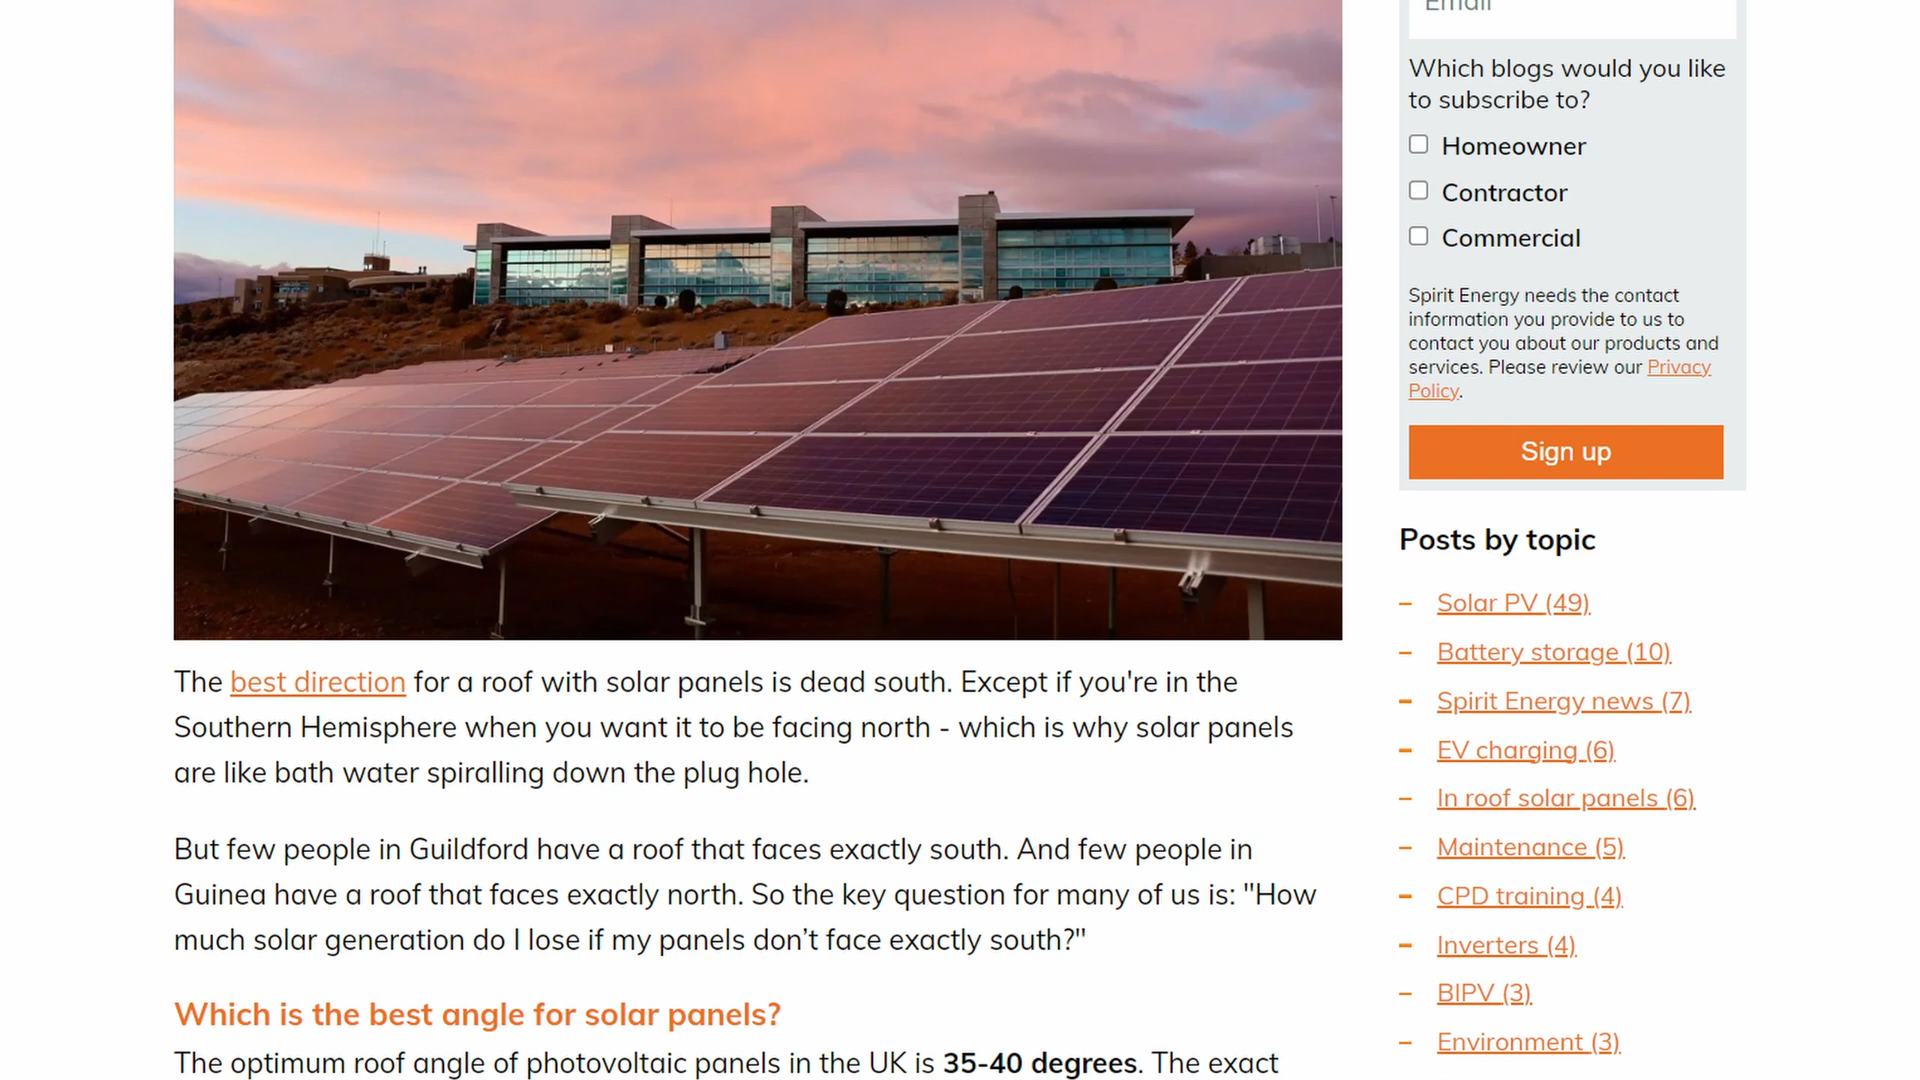 The best direction for a roof with solar panels is dead south. Except if you're in the
Southern Hemisphere when you want it to be facing north - which is why solar panels
are like bath water spiralling down the plug hole.
But few people in Guildford have a roof that faces exactly south. And few people in
Guinea have a roof that faces exactly north. So the key question for many of us is: "How
much solar generation do I lose if my panels don’t face exactly south?"
Which is the best angle for solar panels?
The optimum roof angle of photovoltaic panels in the UK is 35-40 degrees. The exact
Email
Which blogs would you like
to subscribe to?
Homeowner
Contractor
Commercial
Spirit Energy needs the contact
information you provide to us to
contact you about our products and
services. Please review our Privacy
Policy.
Sign up
Posts by topic
– Solar PV (49)
– Battery storage (10)
– Spirit Energy news (7)
– EV charging (6)
– In roof solar panels (6)
– Maintenance (5)
– CPD training (4)
– Inverters (4)
– BIPV (3)
– Environment (3)